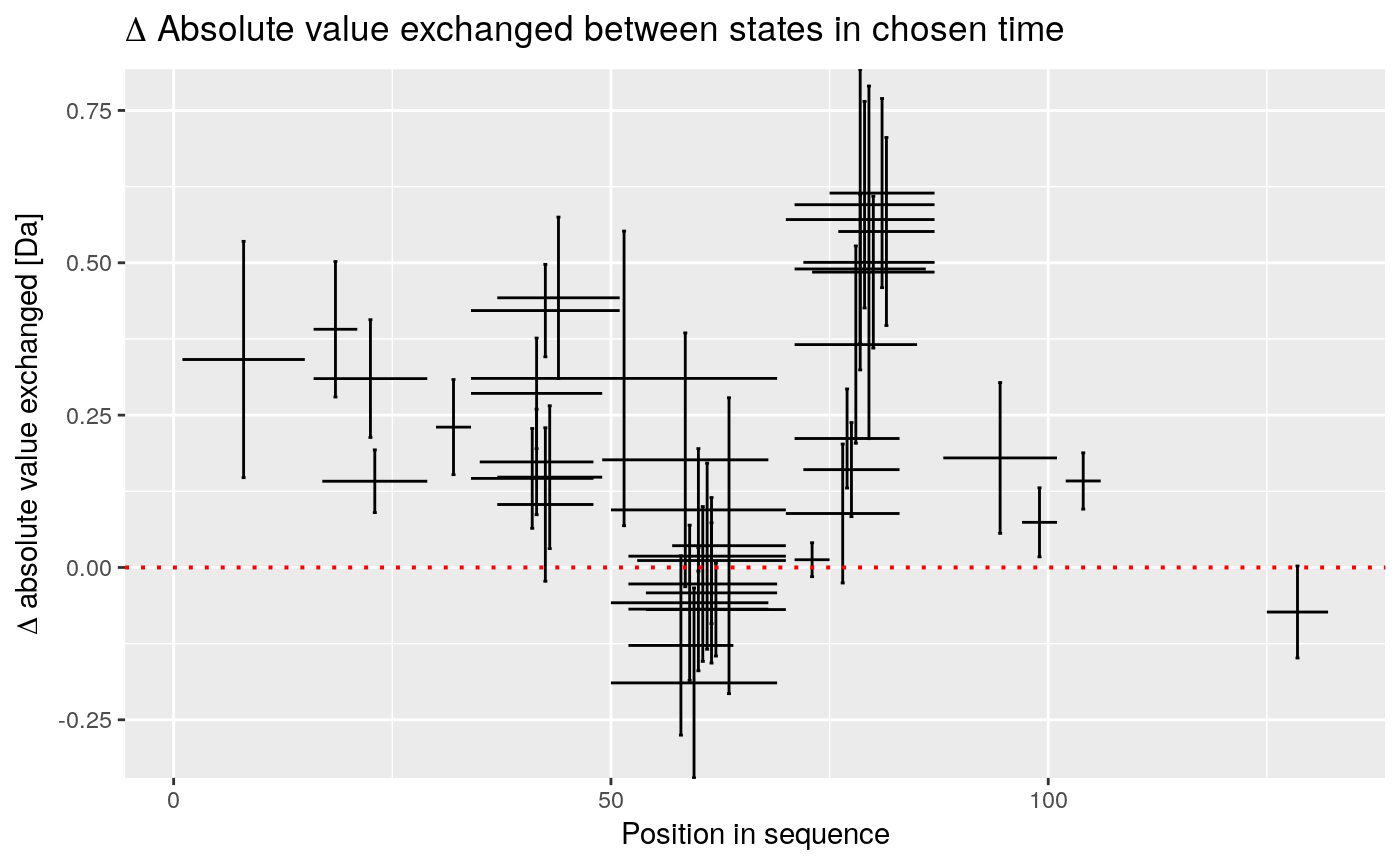 Δ Absolute value exchanged between states in chosen time
Δ absolute value exchanged [Da]
0.75
0.50
0.25
0.00
-0.25
0
50
100
Position in sequence